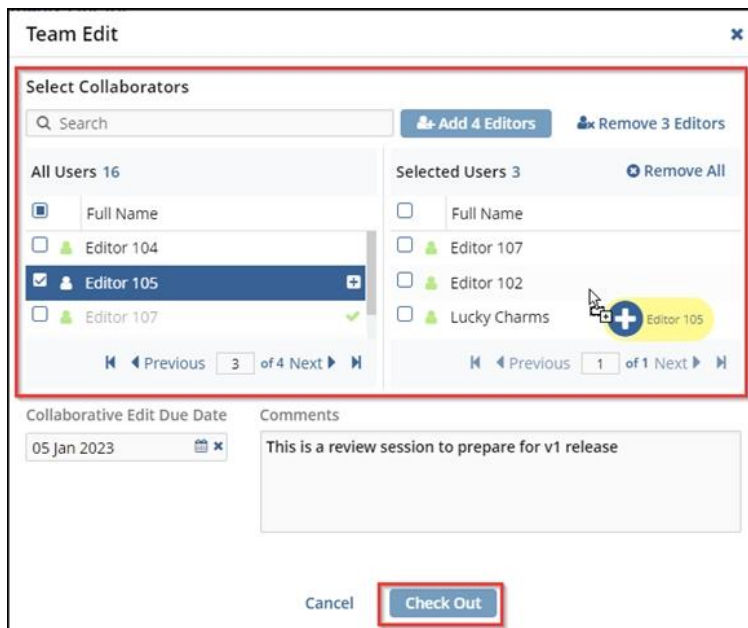 Team Edit
Select Collaborators
Search
Add 4 Editors
Remove 3 Editors
All Users 16
Selected Users 3
Remove All
Full Name
Full Name
Editor 104
Editor 107
Editor 105
Editor 102
Editor 107
Lucky Charms
Editor 105
Previous 3 of 4 Next
Previous 1 of 1 Next
Collaborative Edit Due Date
Comments
05 Jan 2023
This is a review session to prepare for v1 release
Cancel
Check Out